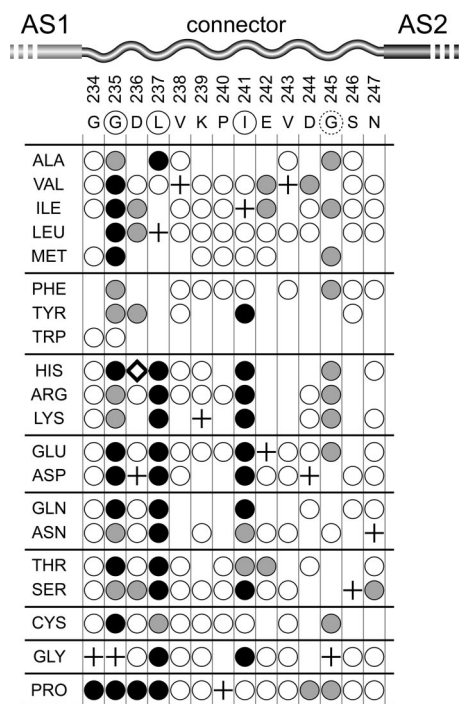 AS1 connector AS2
234 235 236 237 238 239 240 241 242 243 244 245 246 247
G G D L V K P I E V D G S N
ALA
VAL
ILE
LEU
MET
PHE
TYR
TRP
HIS
ARG
LYS
GLU
ASP
GLN
ASN
THR
SER
CYS
GLY
PRO